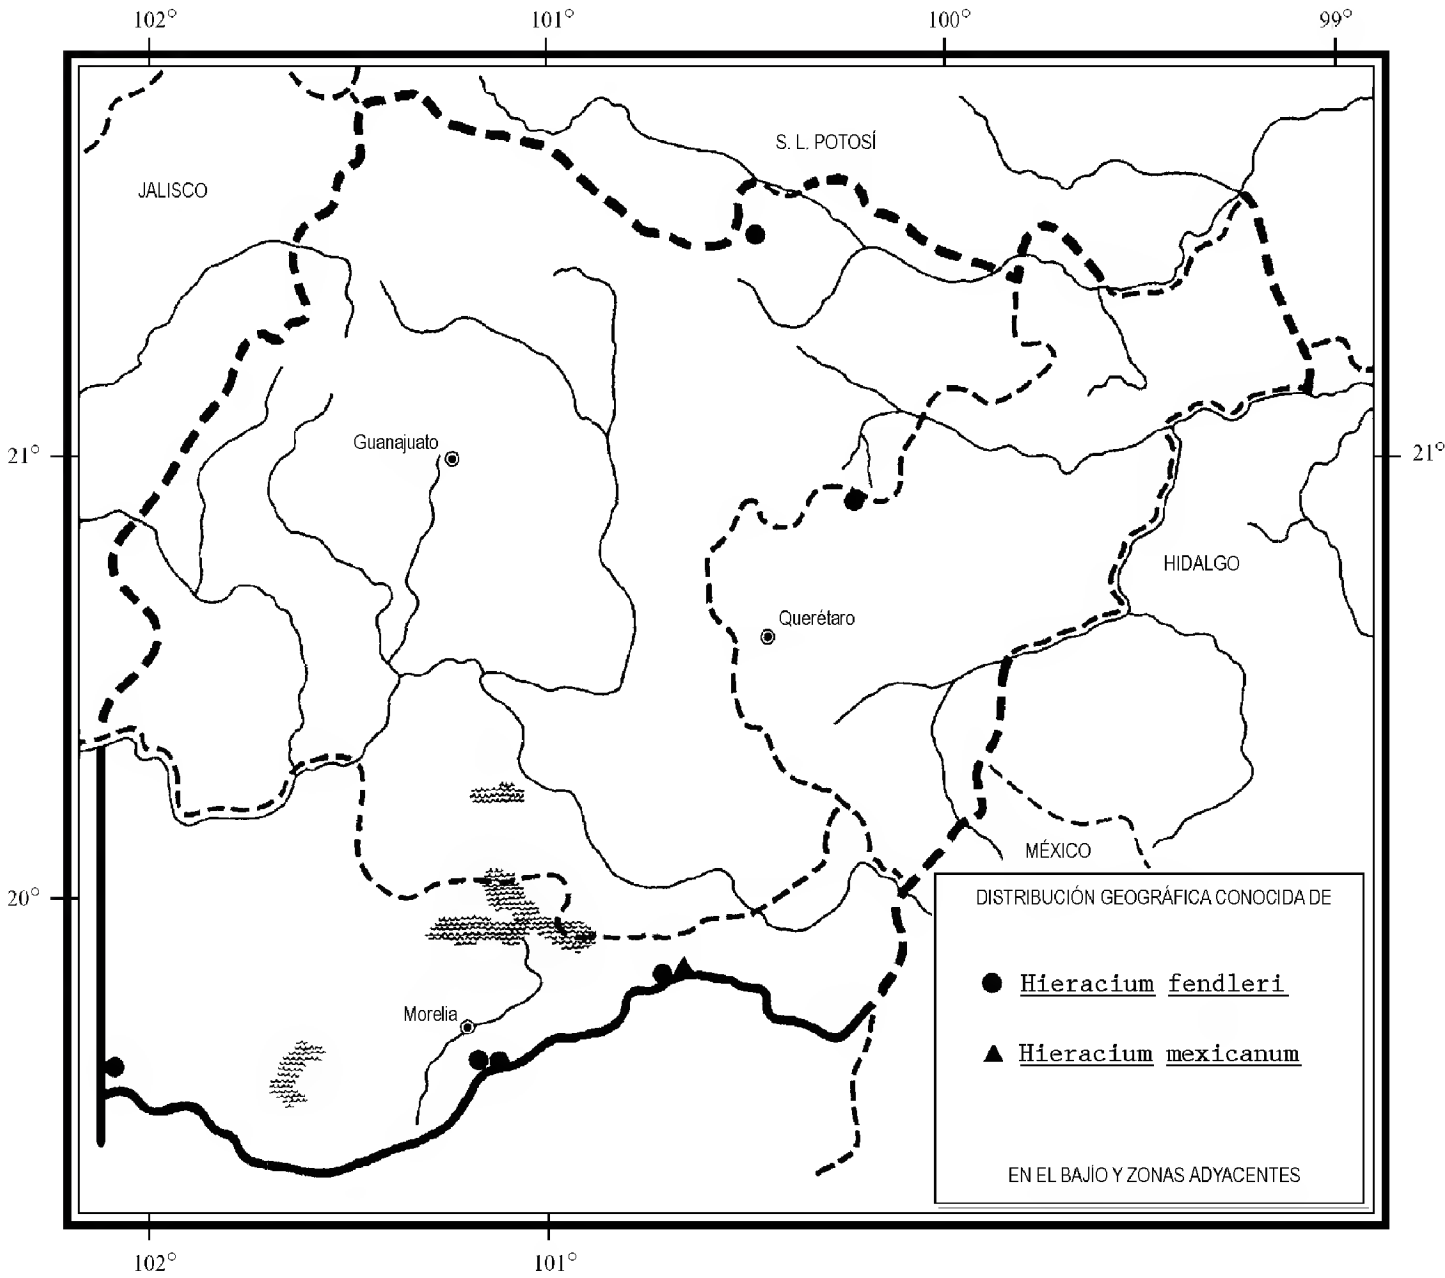 102° 101° 100° 99°
S. L. POTOSÍ
JALISCO
Guanajuato
21° 21°
HIDALGO
Querétaro
MÉXICO
20°
DISTRIBUCIÓN GEOGRÁFICA CONOCIDA DE
Hieracium fendleri
Morelia
Hieracium mexicanum
EN EL BAJÍO Y ZONAS ADYACENTES
102° 101°